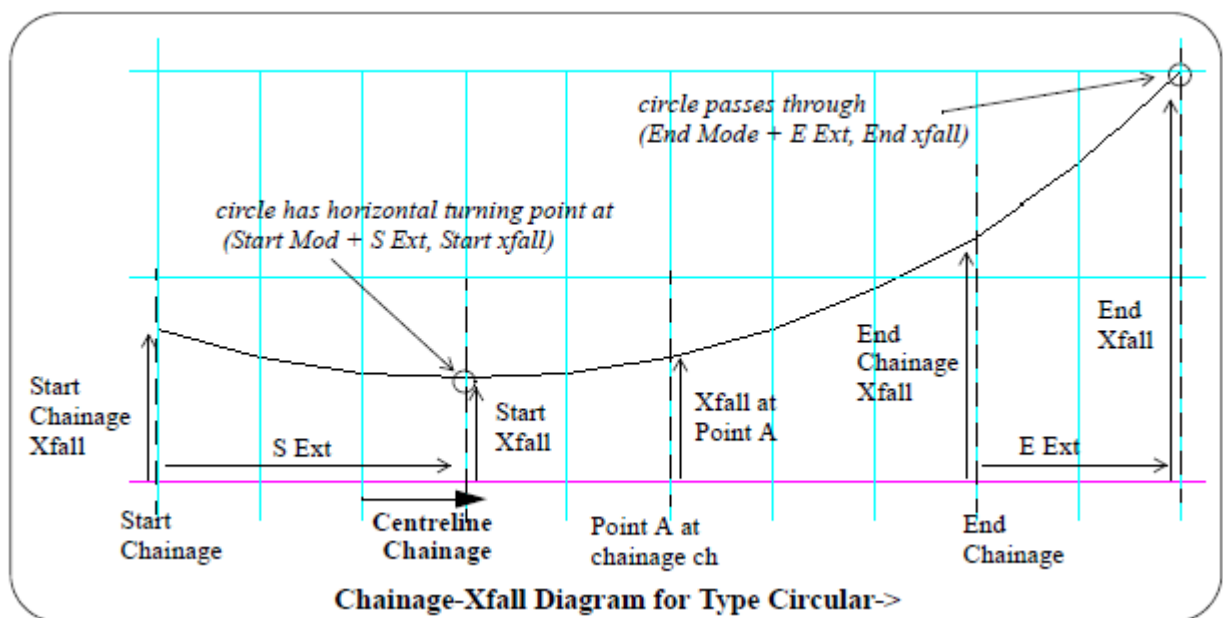 circle passes through
(End Mode + E Ext, End xfall)
circle has horizontal turning point at
(Start Mod + S Ext, Start xfall)
End
Xfall
End
Chainage
Xfall
Start
Chainage
Xfall
Start
Xfall
Xfall at
Point A
S Ext
E Ext
Start
Chainage
Centreline
Chainage
Point A at
chainage ch
End
Chainage
Chainage-Xfall Diagram for Type Circular->